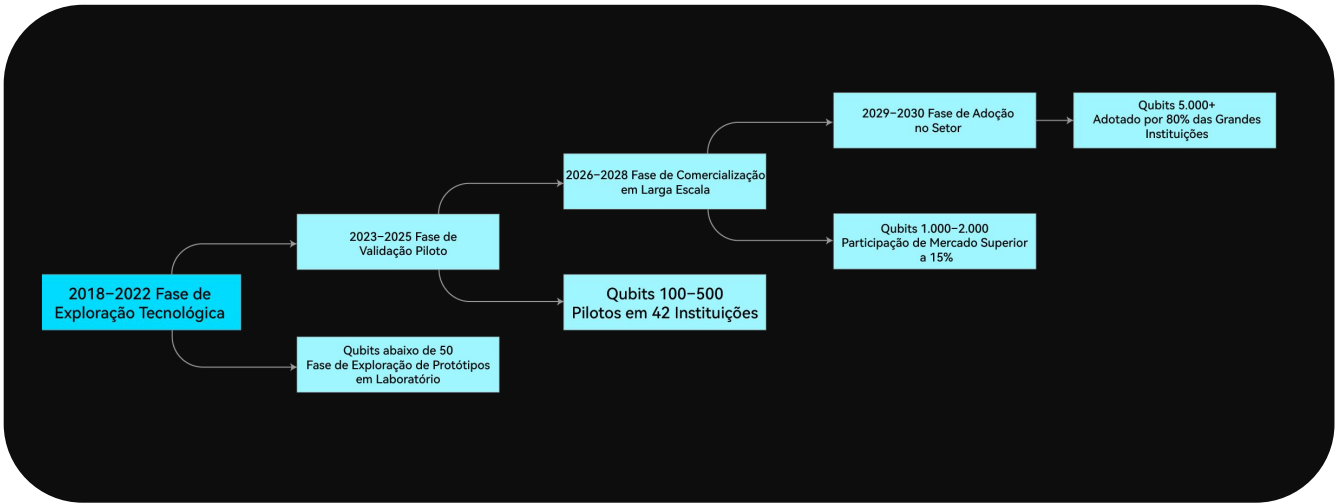 2018–2022 Fase de
Exploração Tecnológica
Qubits abaixo de 50
Fase de Exploração de Protótipos
em Laboratório
2023–2025 Fase de
Validação Piloto
Qubits 100–500
Pilotos em 42 Instituições
2026–2028 Fase de Comercialização
em Larga Escala
Qubits 1.000–2.000
Participação de Mercado Superior
a 15%
2029–2030 Fase de Adoção
no Setor
Qubits 5.000+
Adotado por 80% das Grandes
Instituições